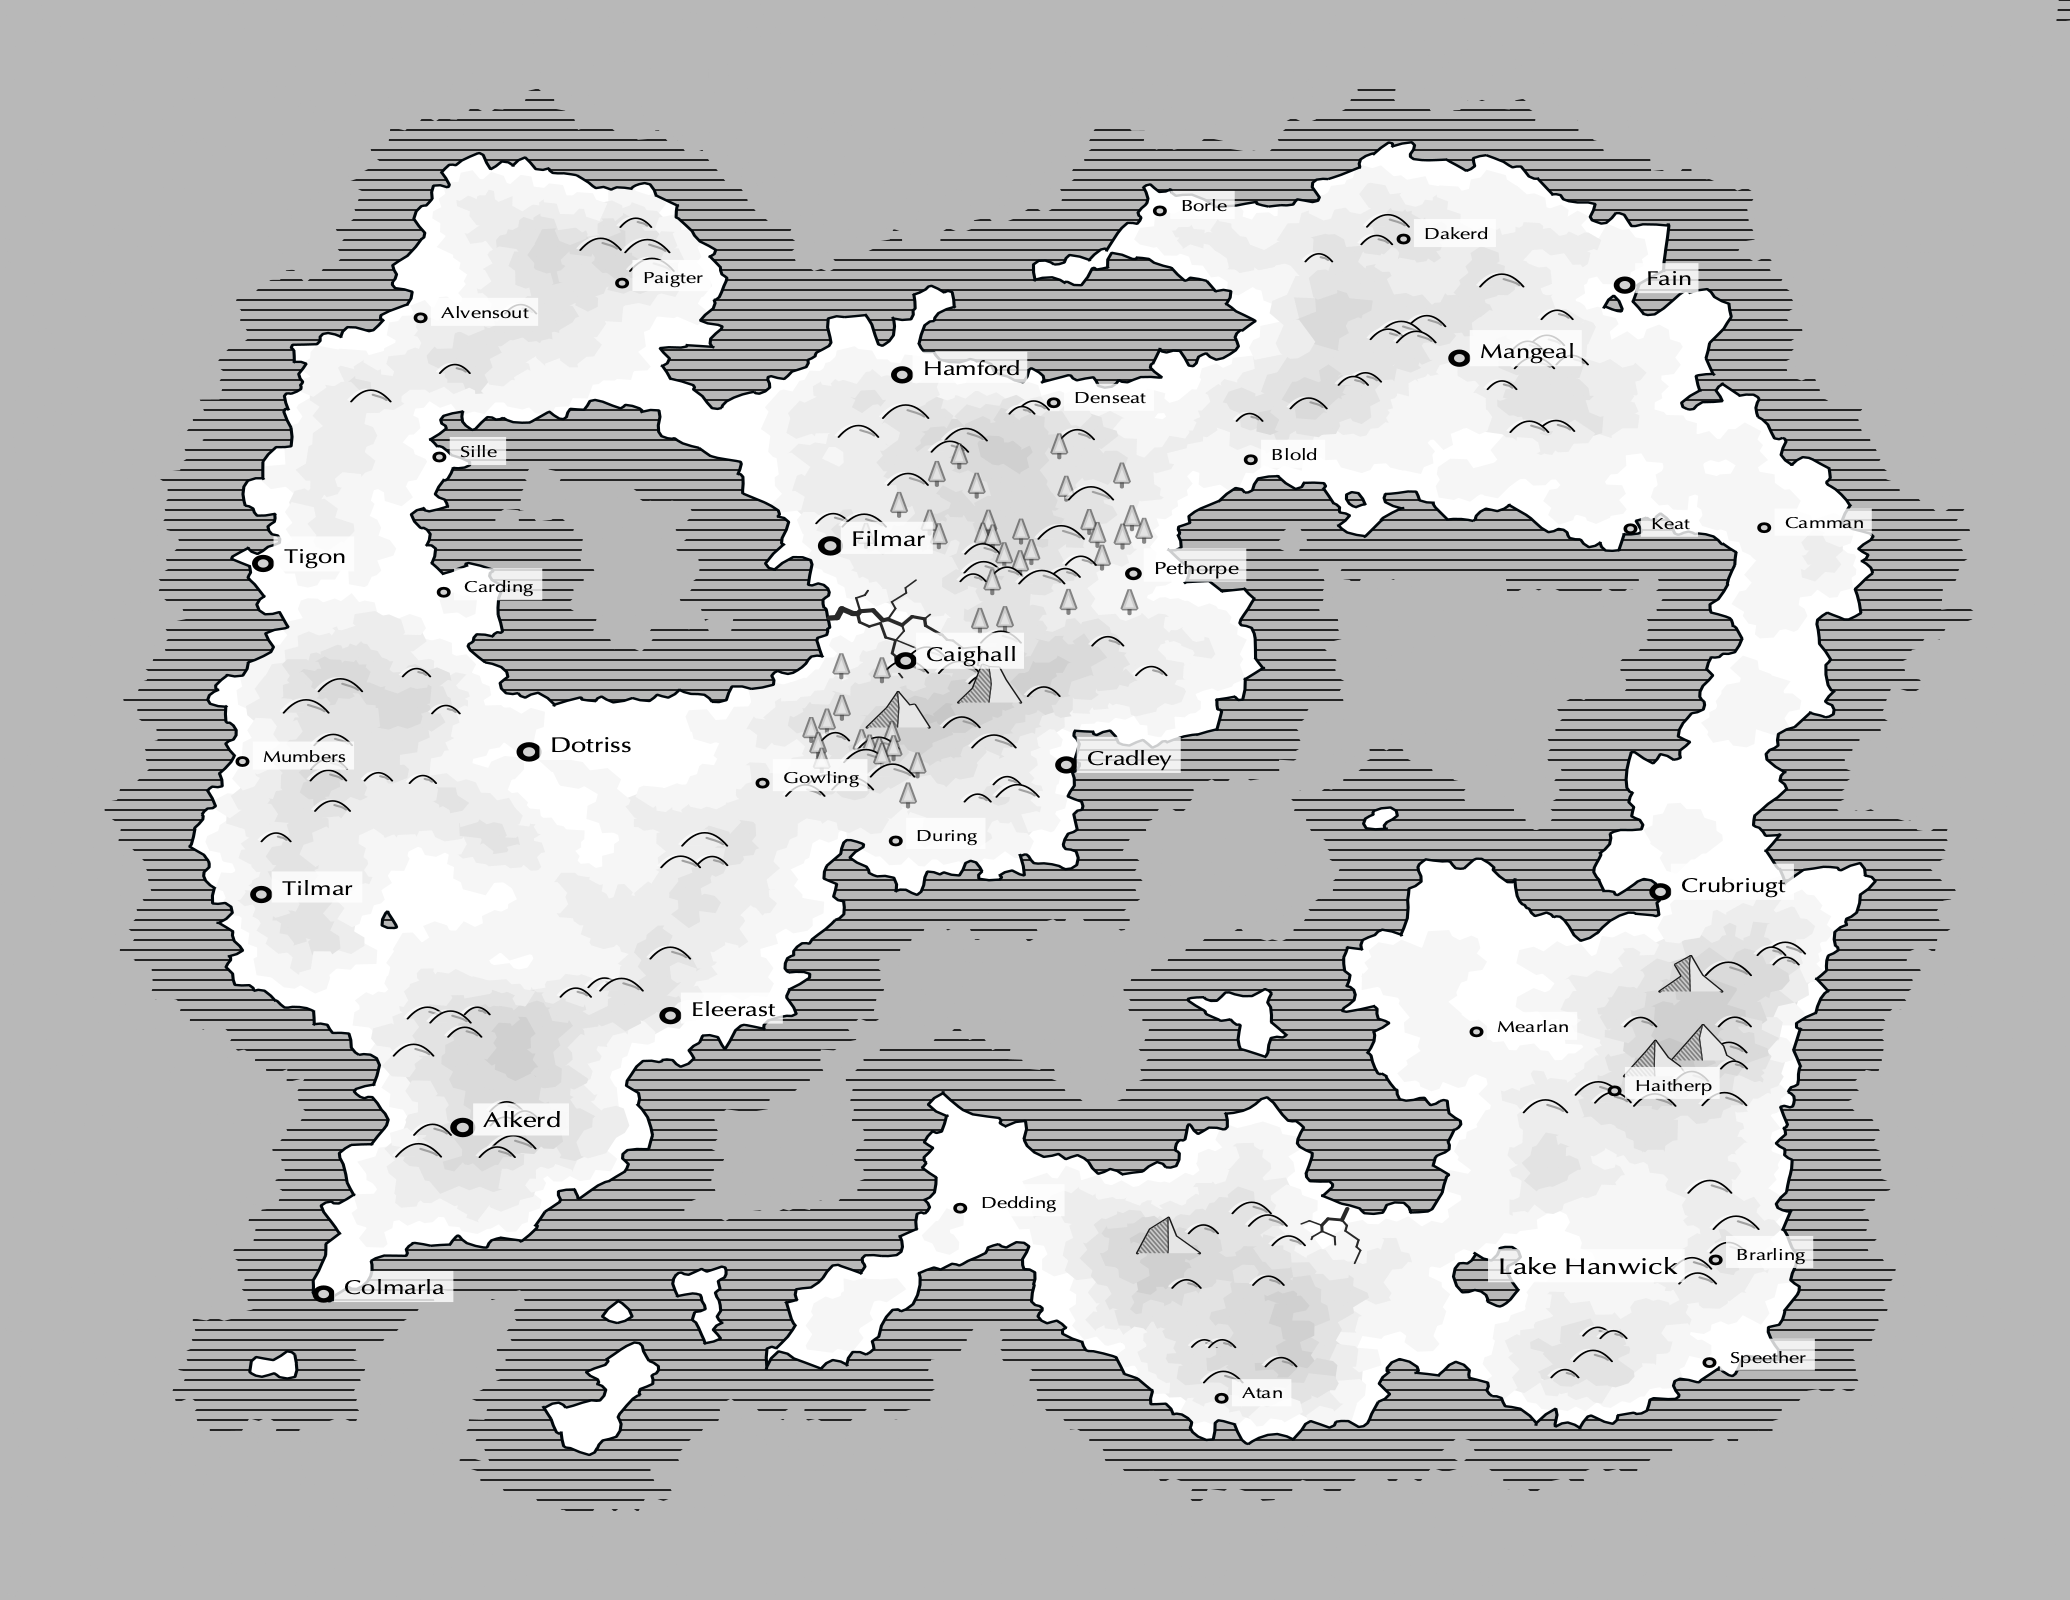 Borle
Dakerd
Paigter
Fain
Alvensout
Mangeal
Hamford
Denseat
Sille
Blold
Keat
Camman
Filmar
Tigon
Pethorpe
Carding
Caighall
Dotriss
Mumbers
Cradley
Gowling
During
Crubriugt
Tilmar
Eleerast
Mearlan
Haitherp
Alkerd
Dedding
Brarling
Lake Hanwick
Colmarla
Speether
Atan